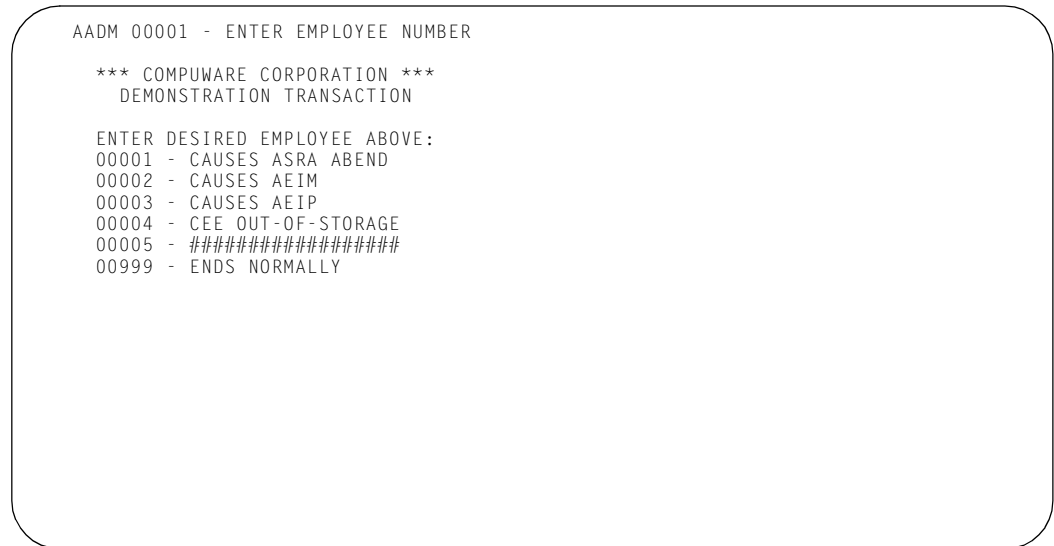 AADM 00001 - ENTER EMPLOYEE NUMBER
*** COMPUWARE CORPORATION ***
DEMONSTRATION TRANSACTION
ENTER DESIRED EMPLOYEE ABOVE:
00001 - CAUSES ASRA ABEND
00002 - CAUSES AEIM
00003 - CAUSES AEIP
00004 - CEE OUT-OF-STORAGE
00005 - ##################
00999 - ENDS NORMALLY